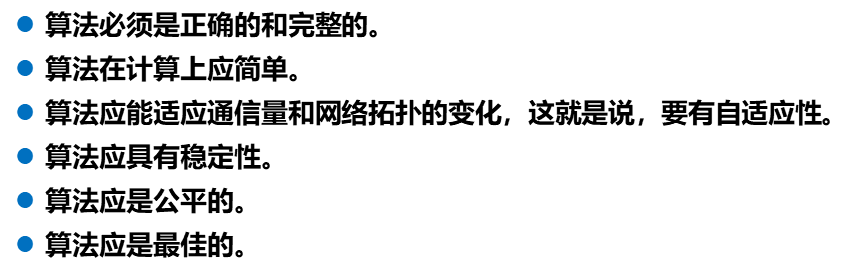 ● 算法必须是正确的和完整的。
● 算法在计算上应简单。
● 算法应能适应通信量和网络拓扑的变化，这就是说，要有自适应性。
● 算法应具有稳定性。
● 算法应是公平的。
● 算法应是最佳的。